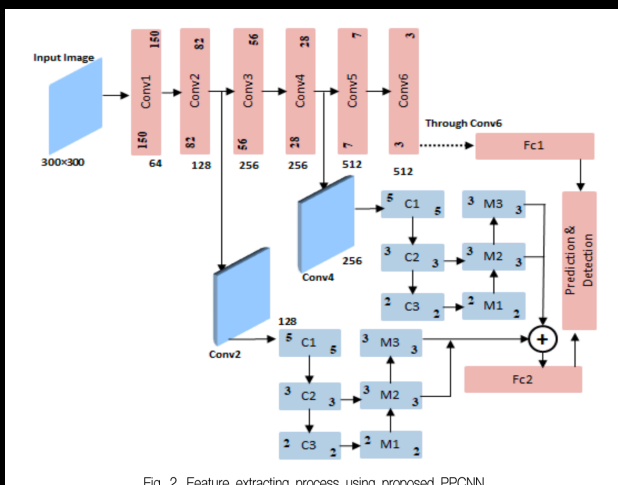 Input Image
300×300
Conv1
150
150
64
Conv2
82
82
128
Conv3
56
56
256
Conv4
28
28
256
Conv5
7
7
512
Conv6
3
3
512
Through Conv6
Fc1
Prediction & Detection
Conv4
256
5 C1 5
3 C2 3
2 C3 2
3 M3 3
3 M2 3
2 M1 2
Conv2
128
5 C1 5
3 C2 3
2 C3 2
3 M3 3
3 M2 3
2 M1 2
+
Fc2
Fig. 2. Feature extracting process using proposed PPCNN